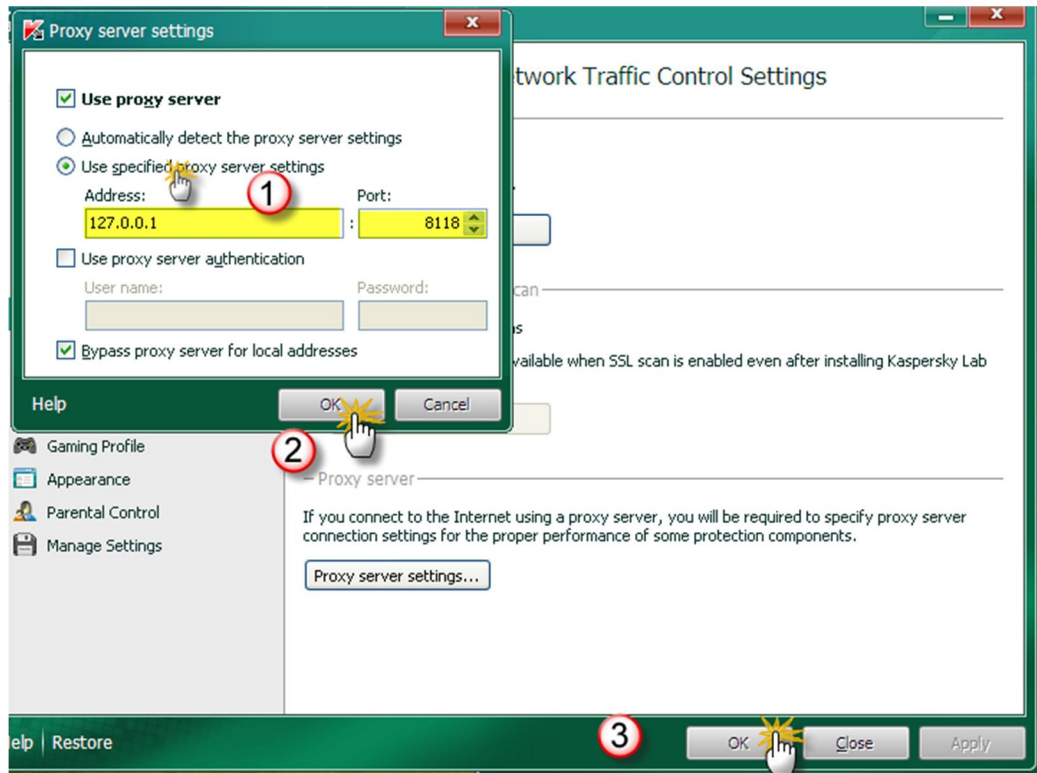 Proxy server settings
x
Use proxy server
Automatically detect the proxy server settings
Use specified proxy server settings
1
Address:
Port:
127.0.0.1
:
8118
Use proxy server authentication
User name:
Password:
Bypass proxy server for local addresses
Help
OK
Cancel
2
x
twork Traffic Control Settings
can
ns
vailable when SSL scan is enabled even after installing Kaspersky Lab
Gaming Profile
Appearance
Parental Control
Manage Settings
Proxy server
If you connect to the Internet using a proxy server, you will be required to specify proxy server
connection settings for the proper performance of some protection components.
Proxy server settings...
elp | Restore
3
OK
Close
Apply